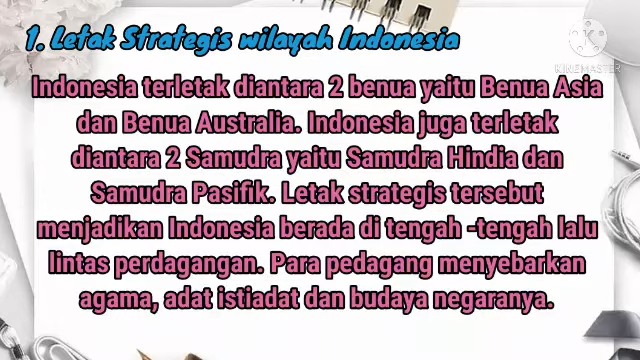 1. Letak Strategis wilayah Indonesia
KINEMASTER
Indonesia terletak diantara 2 benua yaitu Benua Asia
dan Benua Australia. Indonesia juga terletak
diantara 2 Samudra yaitu Samudra Hindia dan
Samudra Pasifik. Letak strategis tersebut
menjadikan Indonesia berada di tengah -tengah lalu
lintas perdagangan. Para pedagang menyebarkan
agama, adat istiadat dan budaya negaranya.